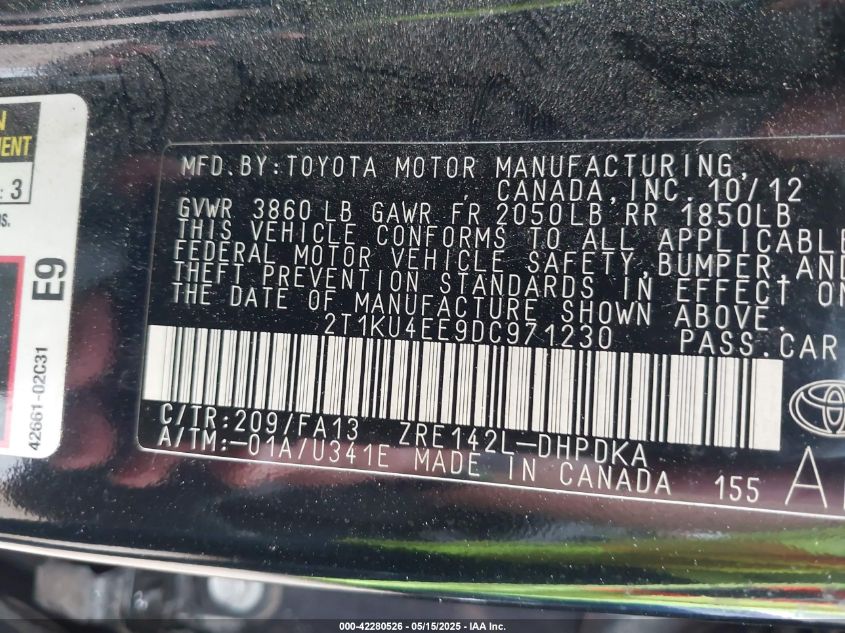 N
MENT
: 3
BS.
E9
42661-02C31
MFD.BY:TOYOTA MOTOR MANUFACTURING,
CANADA, INC. 10/12
GVWR 3860 LB GAWR FR 2050LB RR 1850LB
THIS VEHICLE CONFORMS TO ALL APPLICABLE
FEDERAL MOTOR VEHICLE SAFETY,BUMPER,AND
THEFT PREVENTION STANDARDS IN EFFECT ON
THE DATE OF MANUFACTURE SHOWN ABOVE.
2T1KU4EE9DC971230 PASS.CAR
C/TR:209/FA13 ZRE142L-DHPDKA
A/TM:-01A/U341E MADE IN CANADA 155
000-42280526 - 05/15/2025 - IAA Inc.